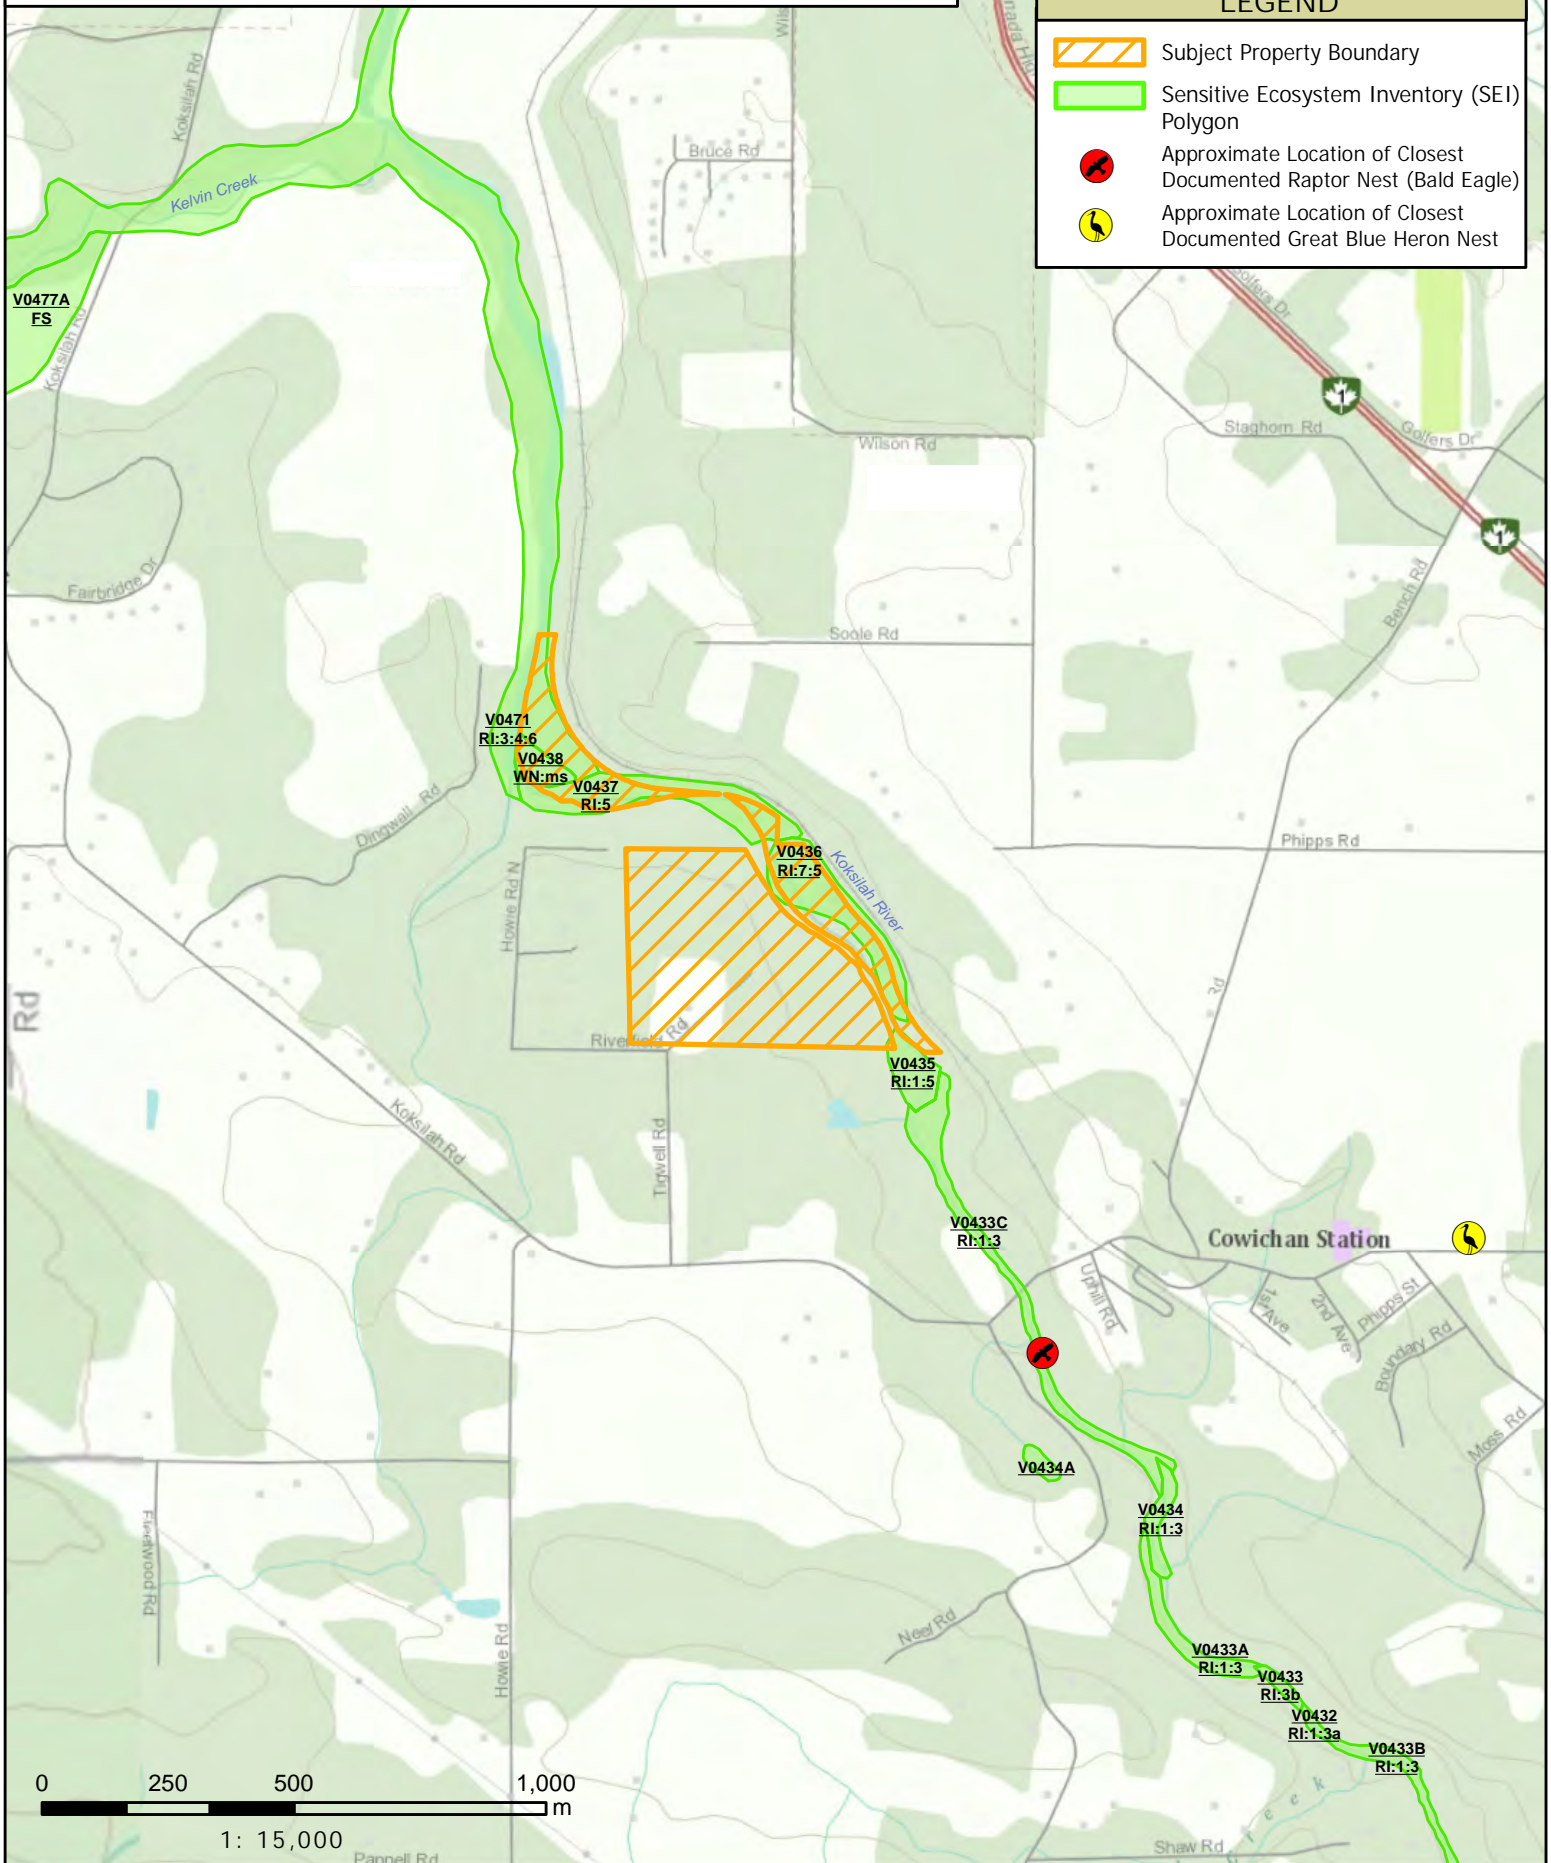 LEGEND
Subject Property Boundary
Sensitive Ecosystem Inventory (SEI)
Polygon
Approximate Location of Closest
Documented Raptor Nest (Bald Eagle)
Approximate Location of Closest
Documented Great Blue Heron Nest
Koksilah Rd
Kelvin Creek
Bruce Rd
V0477A
FS
Koksilah Rd
Golfers Dr
1
Staghorn Rd
Golfers Dr
Wilson Rd
1
Fairbridge Dr
Bench Rd
Soole Rd
V0471
RI:3:4:6
V0438
WN:ms
V0437
RI:5
Dingwall Rd
Phipps Rd
V0436
RI:7:5
Koksilah River
Howie Rd N
Rd
Rd
Riverfield Rd
V0435
RI:1:5
Koksilah Rd
Tigwell Rd
V0433C
RI:1:3
Cowichan Station
Uphill Rd
1st Ave
2nd Ave
Phipps St
Boundary Rd
Moss Rd
V0434A
V0434
RI:1:3
Fleetwood Rd
Neel Rd
Howie Rd
V0433A
RI:1:3
V0433
RI:3b
V0432
RI:1:3a
V0433B
RI:1:3
0 250 500 1,000
m
1: 15,000
Creek
Shaw Rd
Pannell Rd